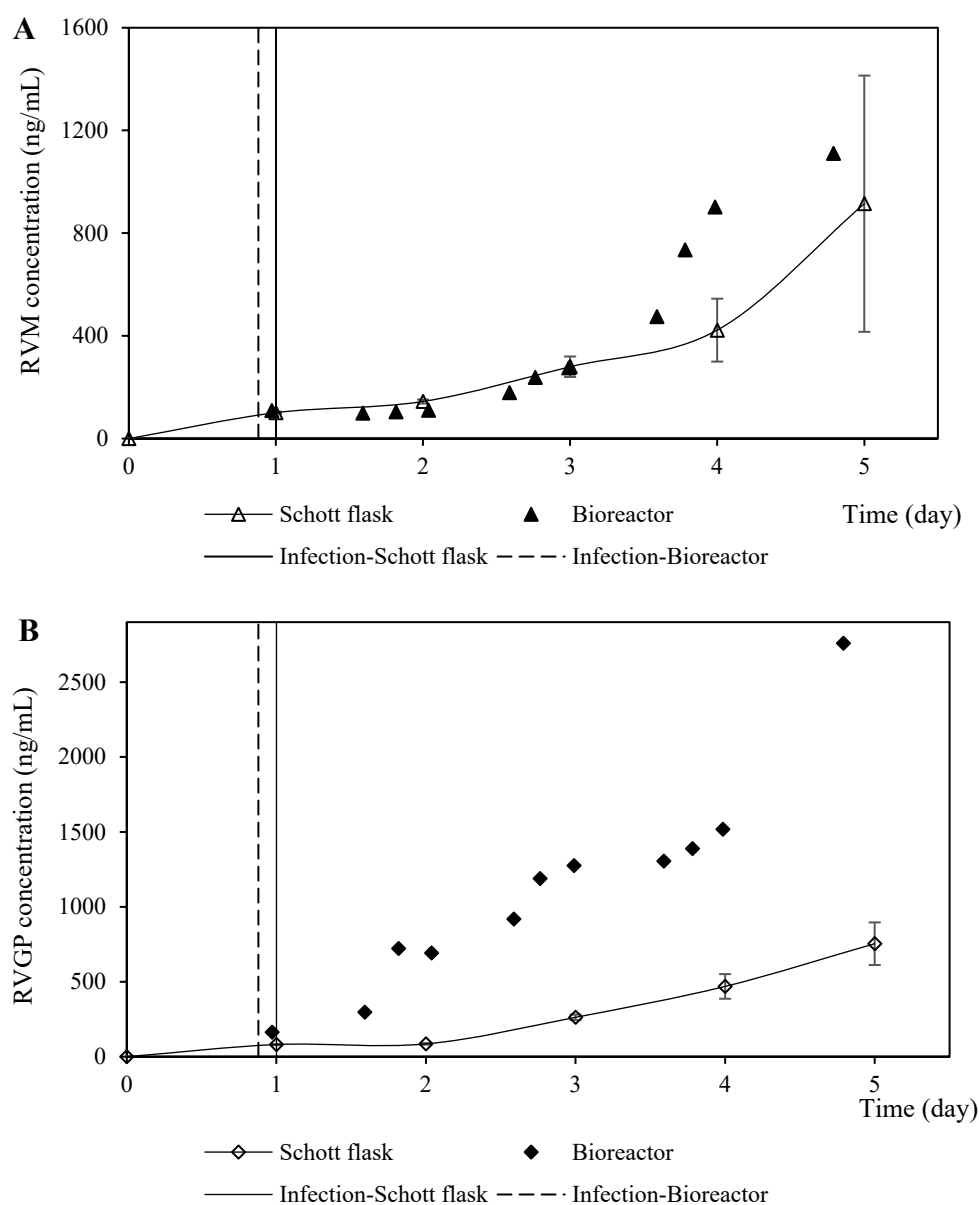 A
RVM concentration (ng/mL)
1600
1200
800
400
0
0 1 2 3 4 5
Time (day)
Schott flask Bioreactor
Infection-Schott flask Infection-Bioreactor
B
RVGP concentration (ng/mL)
2500
2000
1500
1000
500
0
0 1 2 3 4 5
Time (day)
Schott flask Bioreactor
Infection-Schott flask Infection-Bioreactor